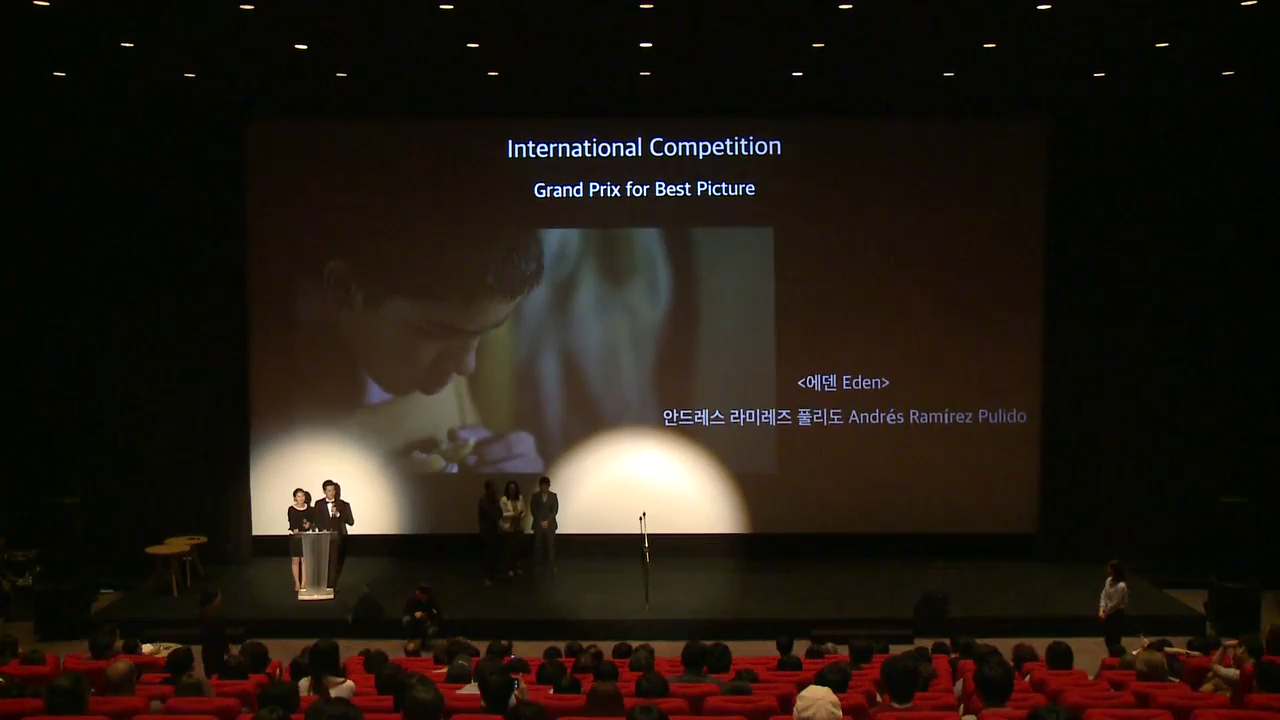 International Competition
Grand Prix for Best Picture
<에덴 Eden>
안드레스 라미레즈 풀리도 Andrés Ramírez Pulido